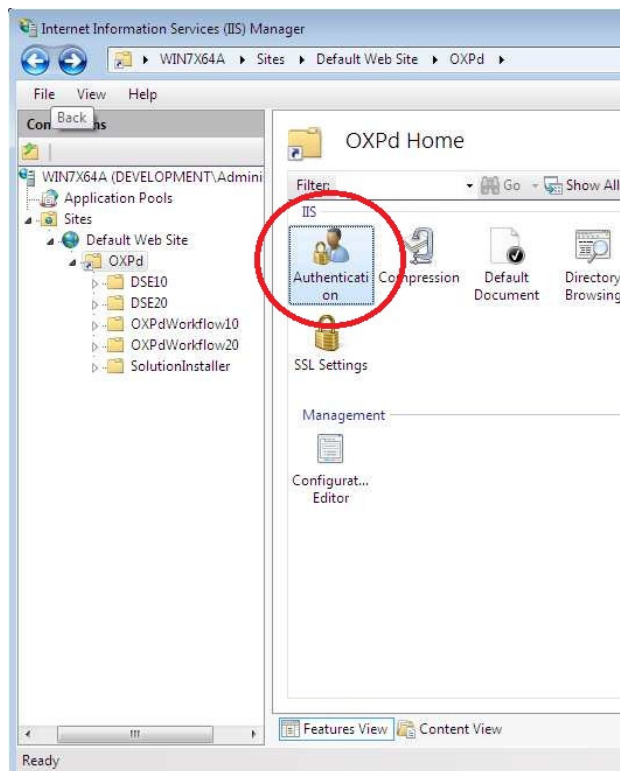 Internet Information Services (IIS) Manager
WIN7X64A Sites Default Web Site OXPd
File View Help
Back
Con ns
WIN7X64A (DEVELOPMENT\Admini
Application Pools
Sites
Default Web Site
OXPd
DSE10
DSE20
OXPdWorkflow10
OXPdWorkflow20
SolutionInstaller
OXPd Home
Filter: Go Show All
IIS
Authenticati
on
Compression
Default
Document
Directory
Browsing
SSL Settings
Management
Configurat...
Editor
Features View Content View
Ready